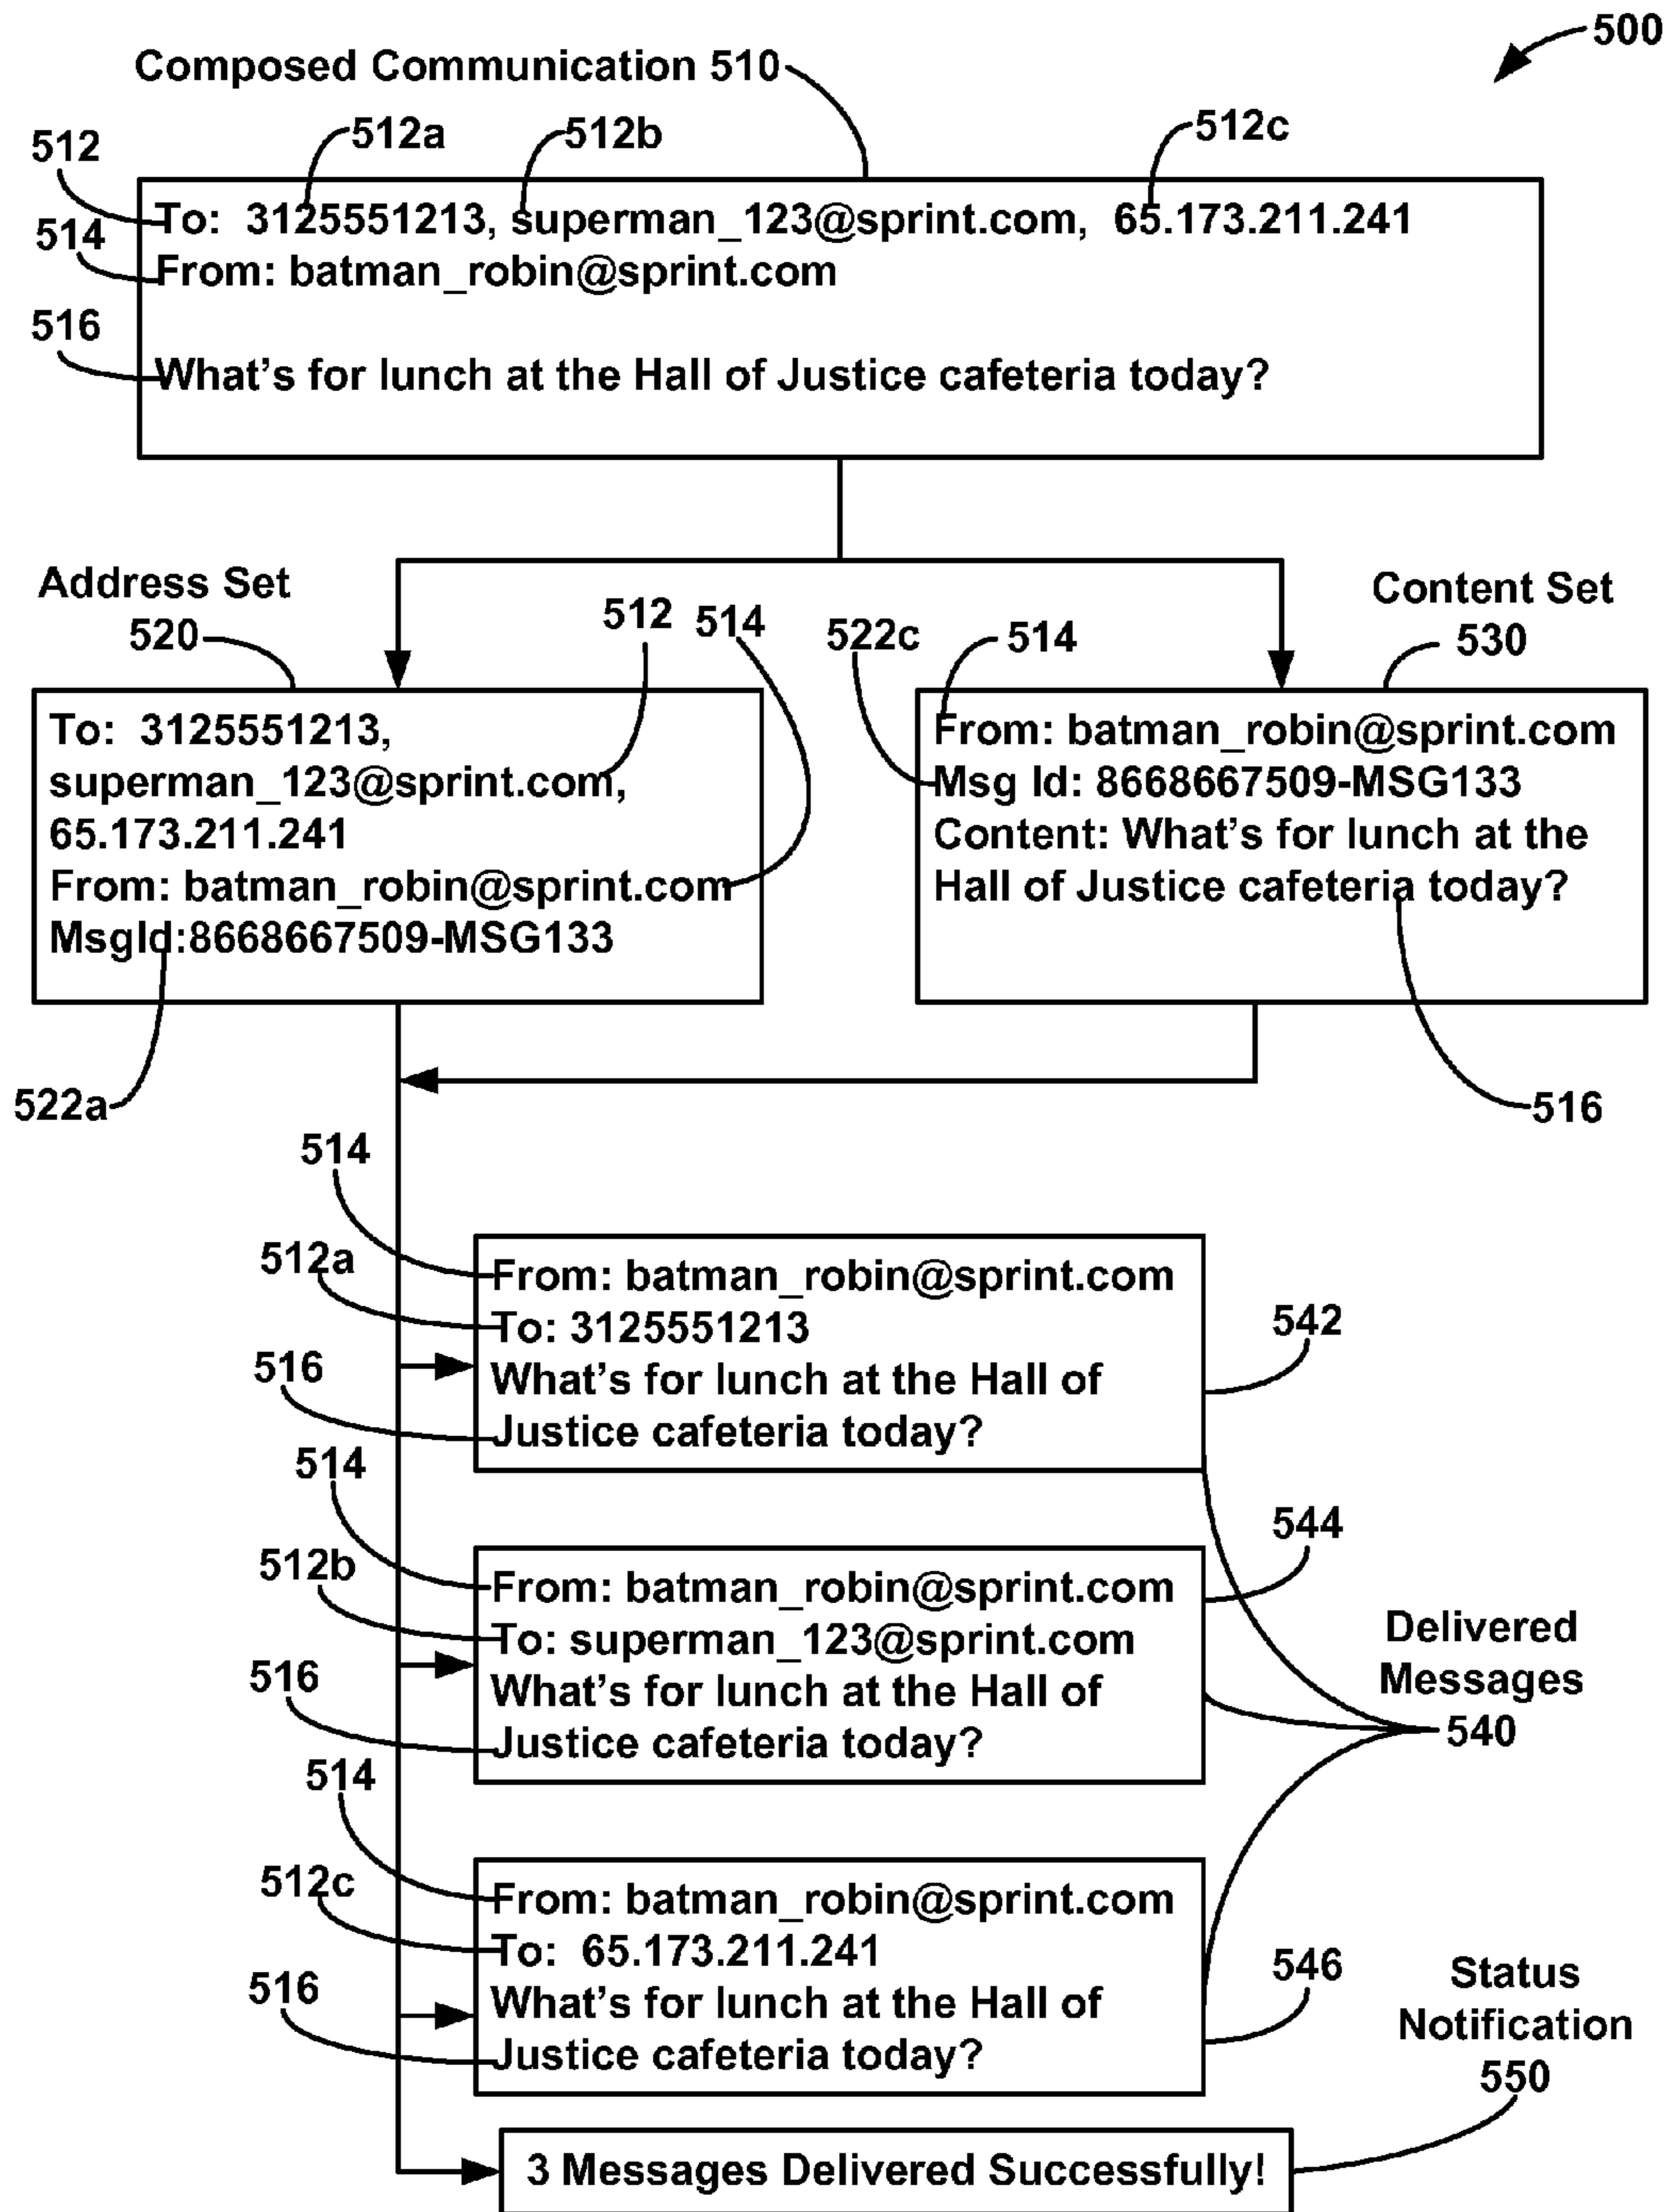 500
Composed Communication 510
512a
512b
512c
512
To: 3125551213, superman_123@sprint.com, 65.173.211.241
514
From: batman_robin@sprint.com
516
What's for lunch at the Hall of Justice cafeteria today?
Address Set
520
512
514
To: 3125551213,
superman_123@sprint.com,
65.173.211.241
From: batman_robin@sprint.com
MsgId:8668667509-MSG133
522a
Content Set
530
522c
514
From: batman_robin@sprint.com
Msg Id: 8668667509-MSG133
Content: What's for lunch at the
Hall of Justice cafeteria today?
516
514
512a
516
From: batman_robin@sprint.com
To: 3125551213
What's for lunch at the Hall of
Justice cafeteria today?
542
514
512b
516
From: batman_robin@sprint.com
To: superman_123@sprint.com
What's for lunch at the Hall of
Justice cafeteria today?
544
Delivered
Messages
540
514
512c
516
From: batman_robin@sprint.com
To: 65.173.211.241
What's for lunch at the Hall of
Justice cafeteria today?
546
Status
Notification
550
3 Messages Delivered Successfully!